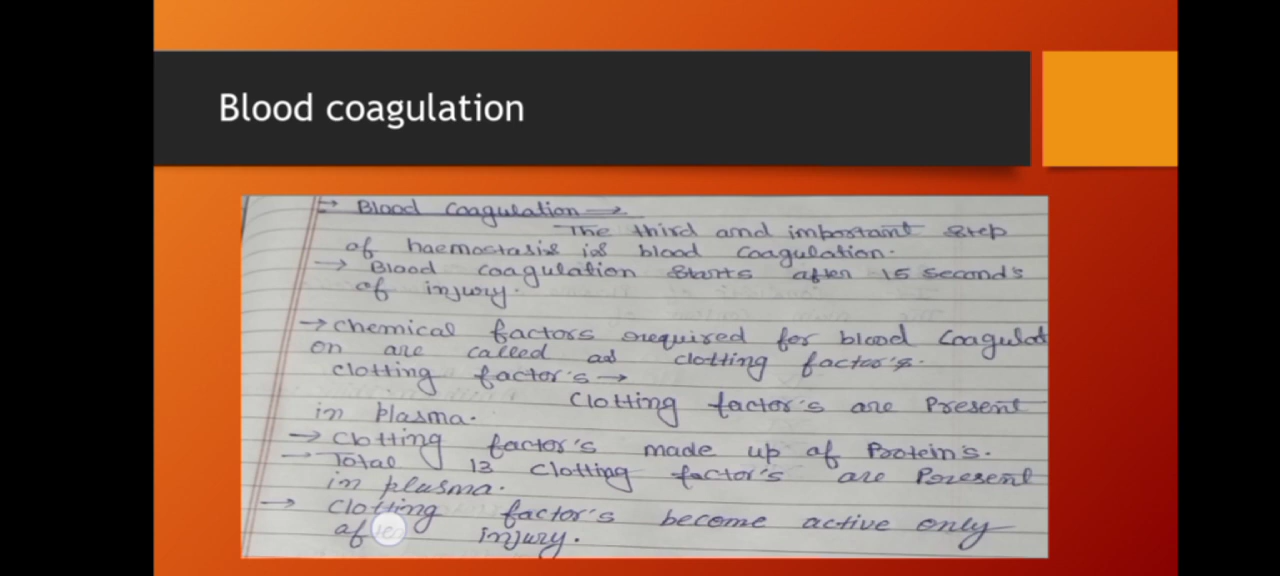 Blood coagulation
→ Blood Coagulation →
The third and important step
of haemostasis is blood coagulation.
→ Blood coagulation starts after 15 second's
of injury.
→ chemical factors required for blood Coagulati
on are called as clotting factor's.
clotting factor's →
Clotting factor's are Present
in plasma.
→ Clotting factor's made up of Protein's.
→ Total 13 clotting factor's are Present
in plasma.
→ Clotting factor's become active only
after injury.